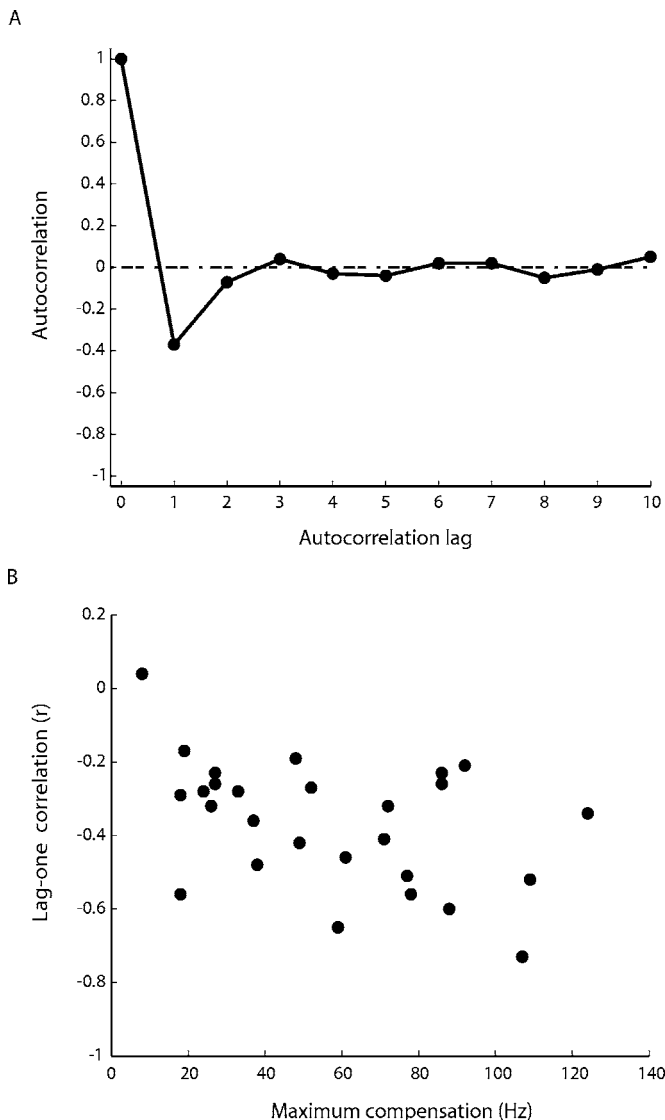 A
1
0.8
0.6
0.4
0.2
0
-0.2
-0.4
-0.6
-0.8
-1
Autocorrelation
0 1 2 3 4 5 6 7 8 9 10
Autocorrelation lag
B
0.2
0
-0.2
-0.4
-0.6
-0.8
-1
Lag-one correlation (r)
0 20 40 60 80 100 120 140
Maximum compensation (Hz)